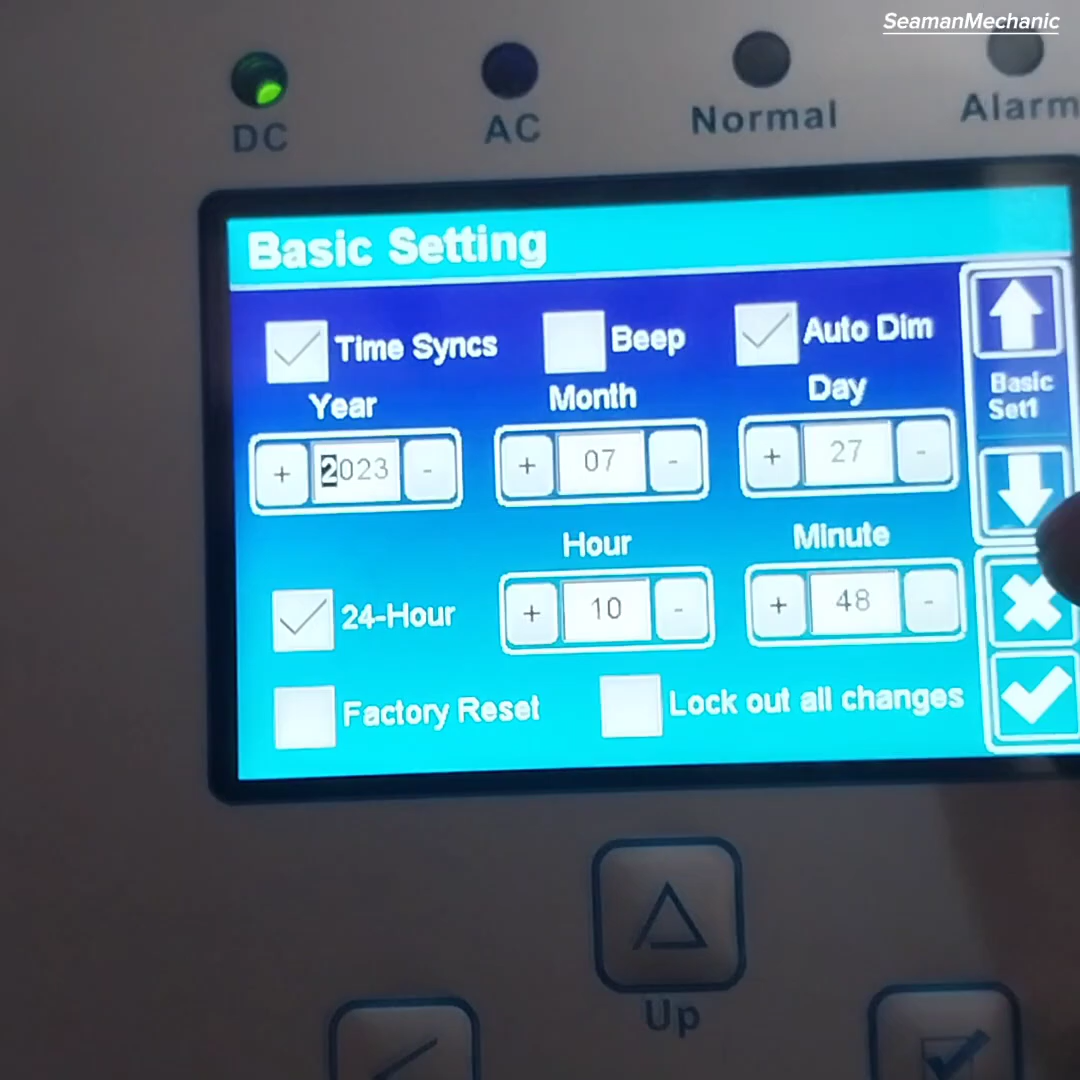 SeamanMechanic
DC
AC
Normal
Alarm
Basic Setting
Time Syncs
Beep
Auto Dim
Basic
Set1
Year
Month
Day
+ 2023 -
+ 07 -
+ 27 -
Hour
Minute
24-Hour
+ 10 -
+ 48 -
Factory Reset
Lock out all changes
Up